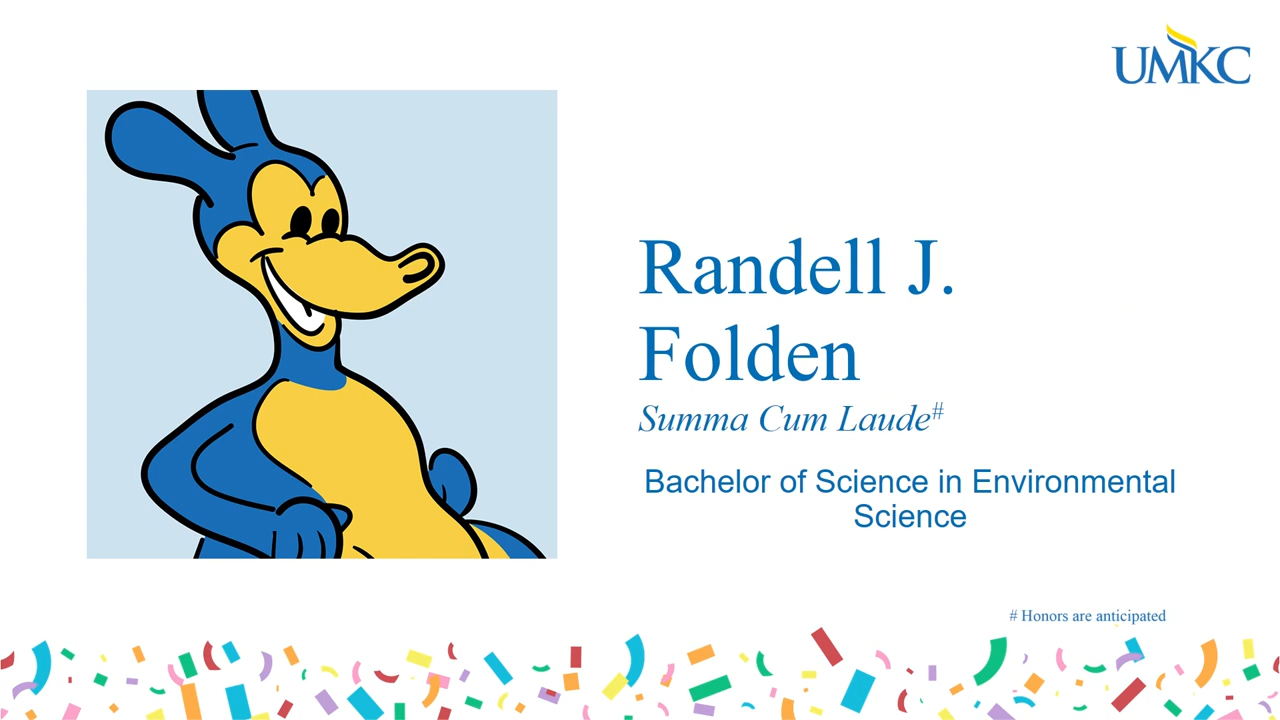 UMKC
Randell J.
Folden
Summa Cum Laude#
Bachelor of Science in Environmental
Science
# Honors are anticipated